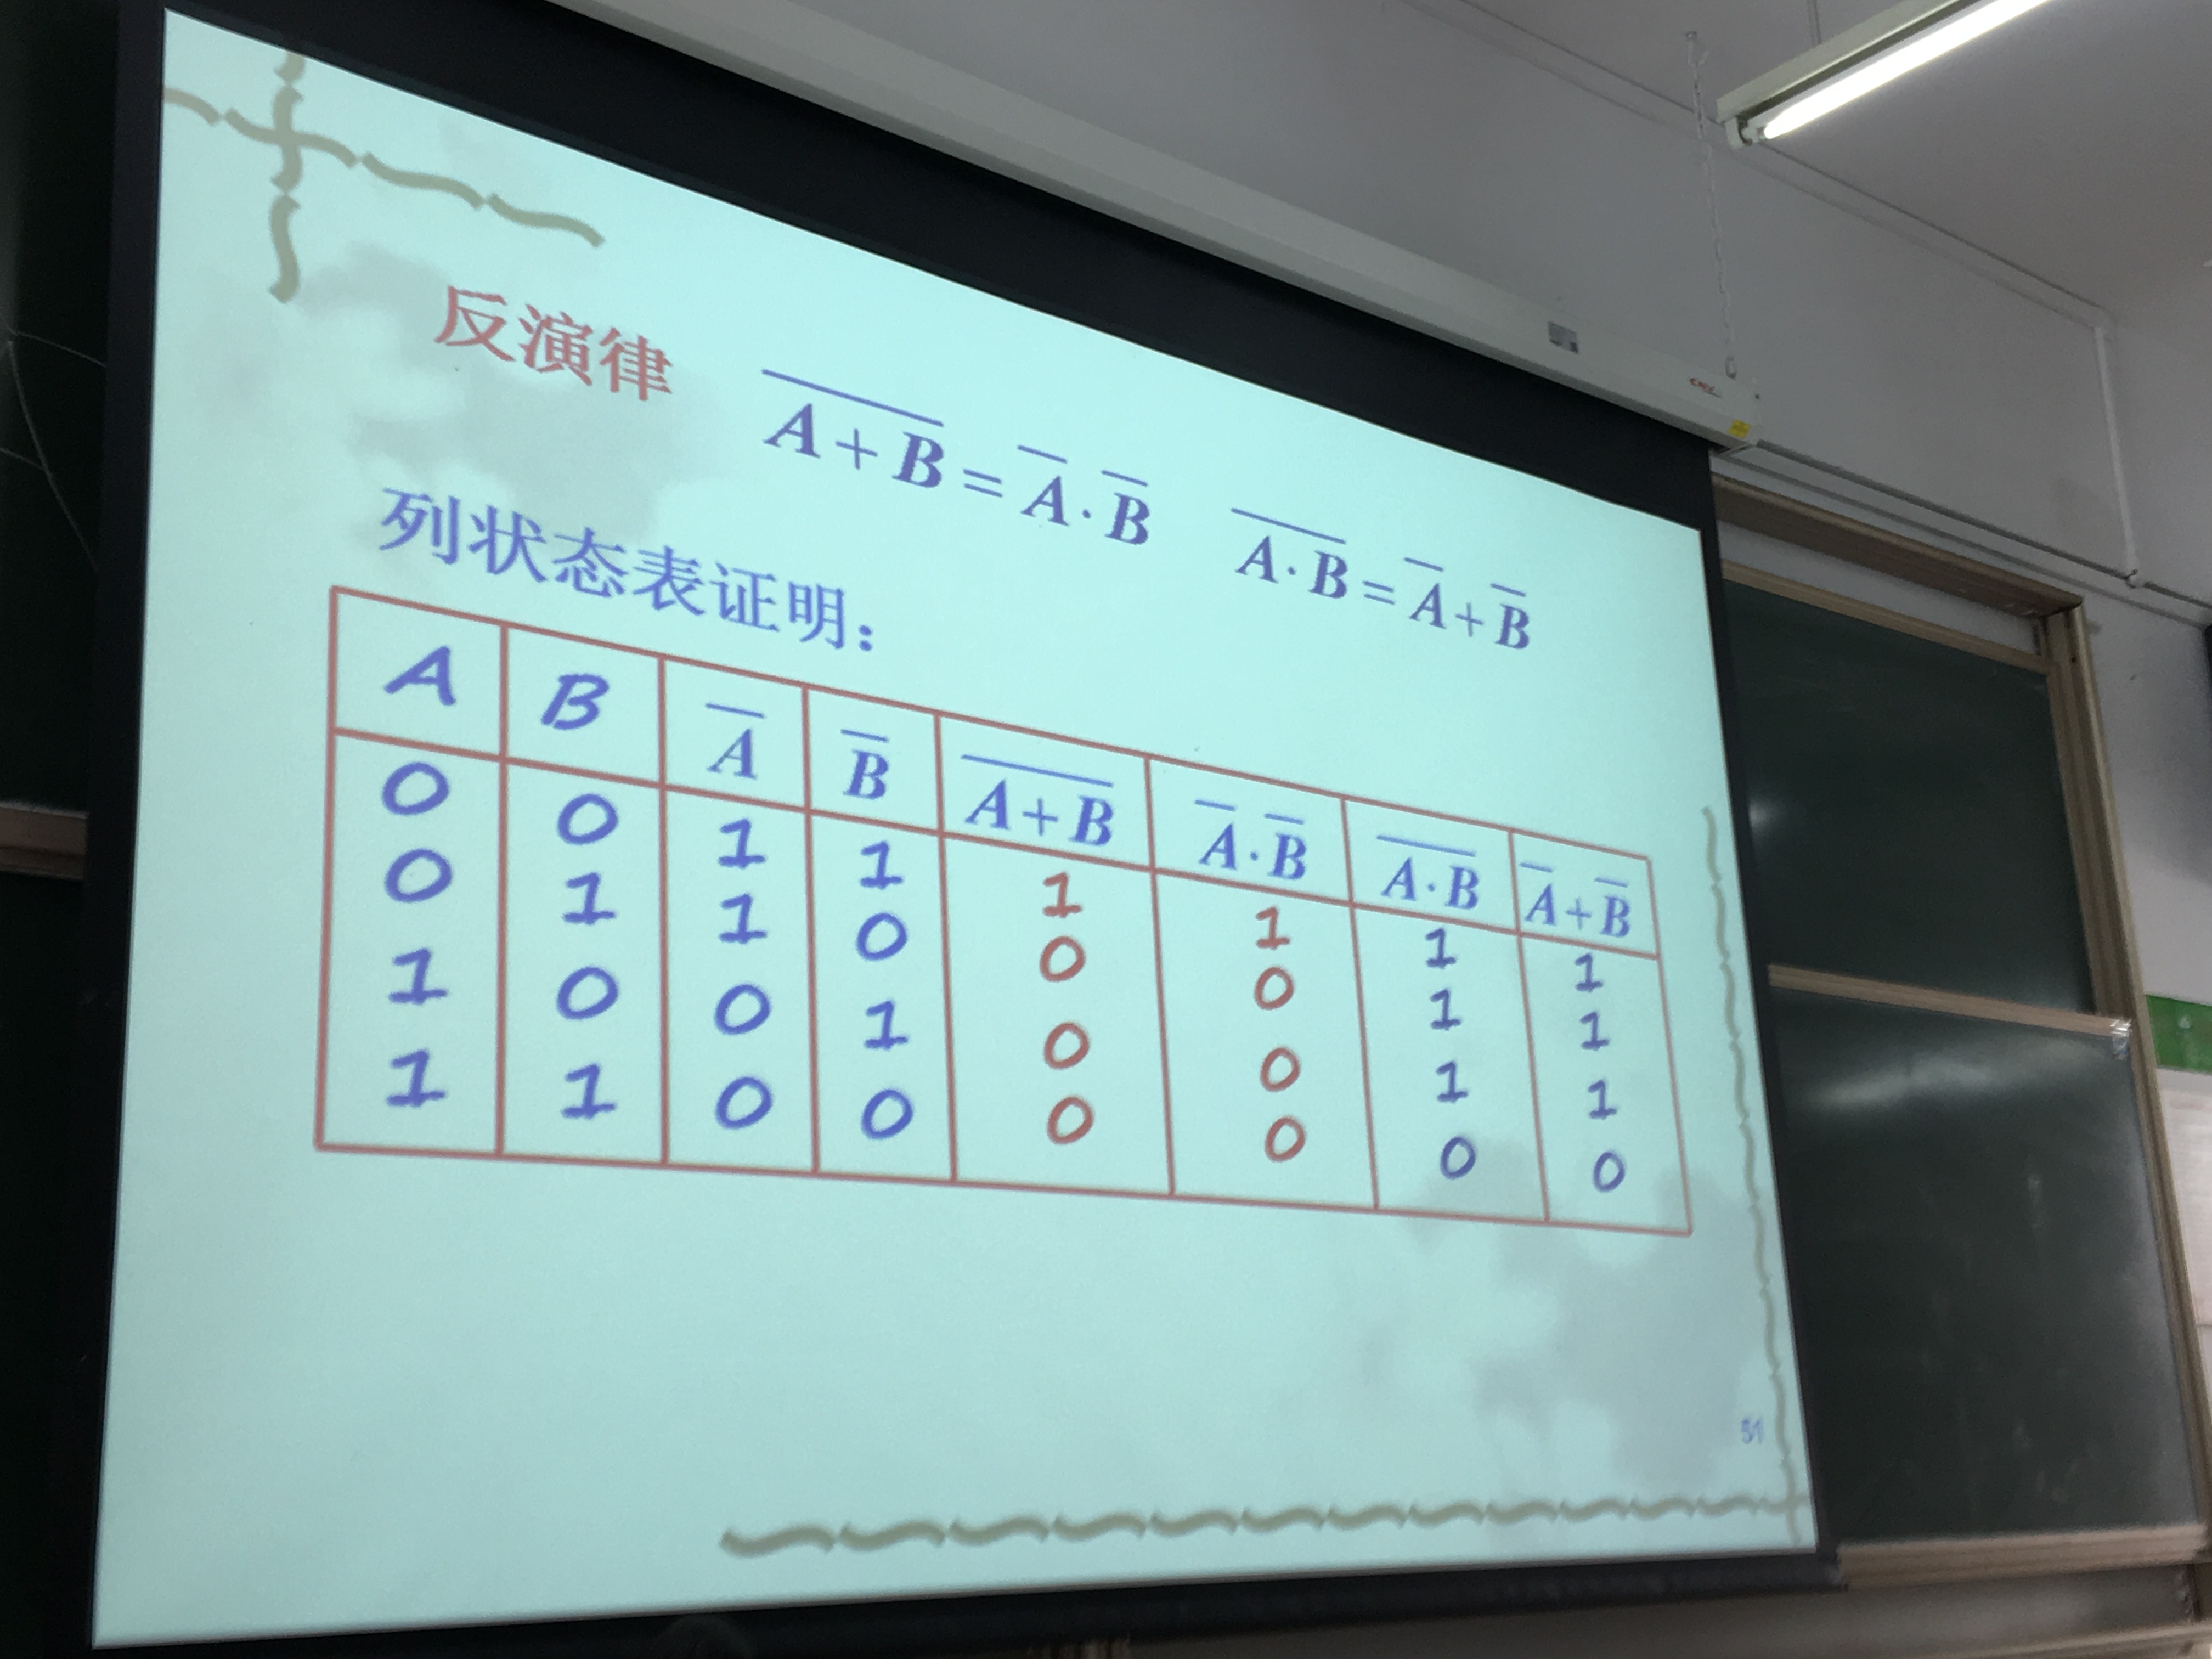 反演律 $\overline{A+B}=\overline{A}\cdot\overline{B}$ $\overline{A\cdot B}=\overline{A}+\overline{B}$
列状态表证明：
A B $\overline{A}$ $\overline{B}$ $\overline{A+B}$ $\overline{A}\cdot\overline{B}$ $\overline{A\cdot B}$ $\overline{A}+\overline{B}$
0 0 1 1 1 1 1 1
0 1 1 0 0 0 1 1
1 0 0 1 0 0 1 1
1 1 0 0 0 0 0 0
51